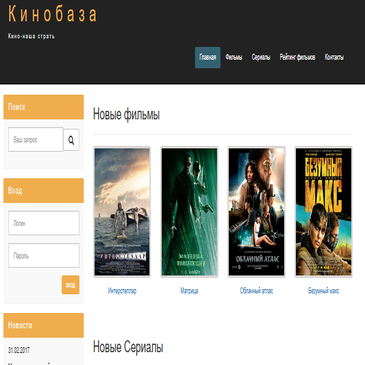 Кинобаза
Кино-наша страть
Главная Фильмы Сериалы Рейтинг фильмов Контакты
Поиск
Ваш запрос
Новые фильмы
Вход
Логин
Пароль
вход
ИНТЕРСТЕЛЛАР
МАТРИЦА
ОБЛАЧНЫЙ АТЛАС
БЕЗУМНЫЙ
МАКС
Интерстеллар Матрица Облачный атлас Безумный макс
Новости
31.02.2017
Новые Сериалы